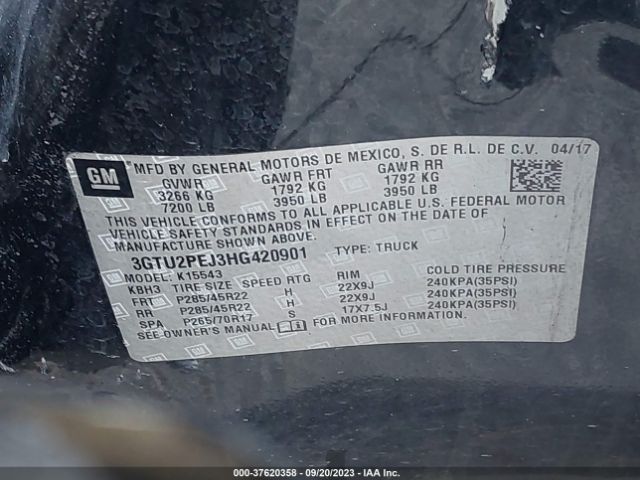 GM
MFD BY GENERAL MOTORS DE MEXICO, S. DE R.L. DE C.V. 04/17
GVWR GAWR FRT GAWR RR
3266 KG 1792 KG 1792 KG
7200 LB 3950 LB 3950 LB
THIS VEHICLE CONFORMS TO ALL APPLICABLE U.S. FEDERAL MOTOR
VEHICLE SAFETY STANDARDS IN EFFECT ON THE DATE OF
MANUFACTURE SHOWN ABOVE.
3GTU2PEJ3HG420901 TYPE: TRUCK
MODEL: K15543
KBH3 TIRE SIZE SPEED RTG RIM COLD TIRE PRESSURE
FRT P285/45R22 H 22X9J 240KPA(35PSI)
RR P285/45R22 H 22X9J 240KPA(35PSI)
SPA P265/70R17 S 17X7.5J 240KPA(35PSI)
SEE OWNER'S MANUAL FOR MORE INFORMATION.
000-37620358 - 09/20/2023 - IAA Inc.